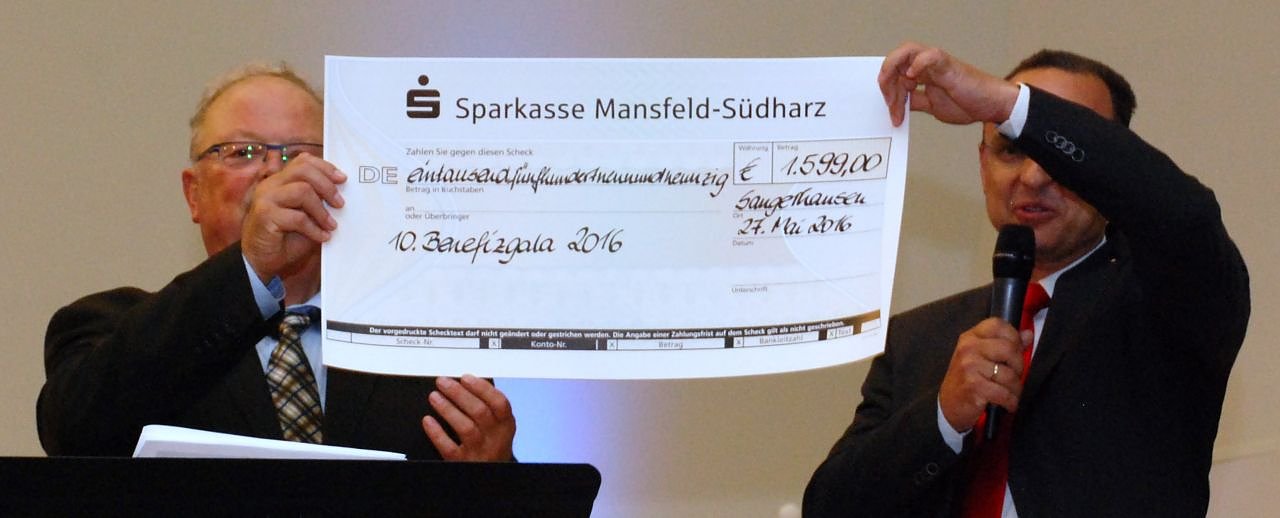 Sparkasse Mansfeld-Südharz
Zahlen Sie gegen diesen Scheck
Währung Betrag
DE eintausendfünfhundertneunundneunzig € 1.599,00
Betrag in Buchstaben
Sangerhausen
an
oder Überbringer
Ort
27. Mai 2016
10. Benefizgala 2016
Datum
Unterschrift
Der vorgedruckte Schecktext darf nicht geändert oder gestrichen werden. Die Angabe einer Zahlungsfrist auf dem Scheck gilt als nicht geschrieben.
Scheck-Nr. X Konto-Nr. X Betrag X Bankleitzahl X Text